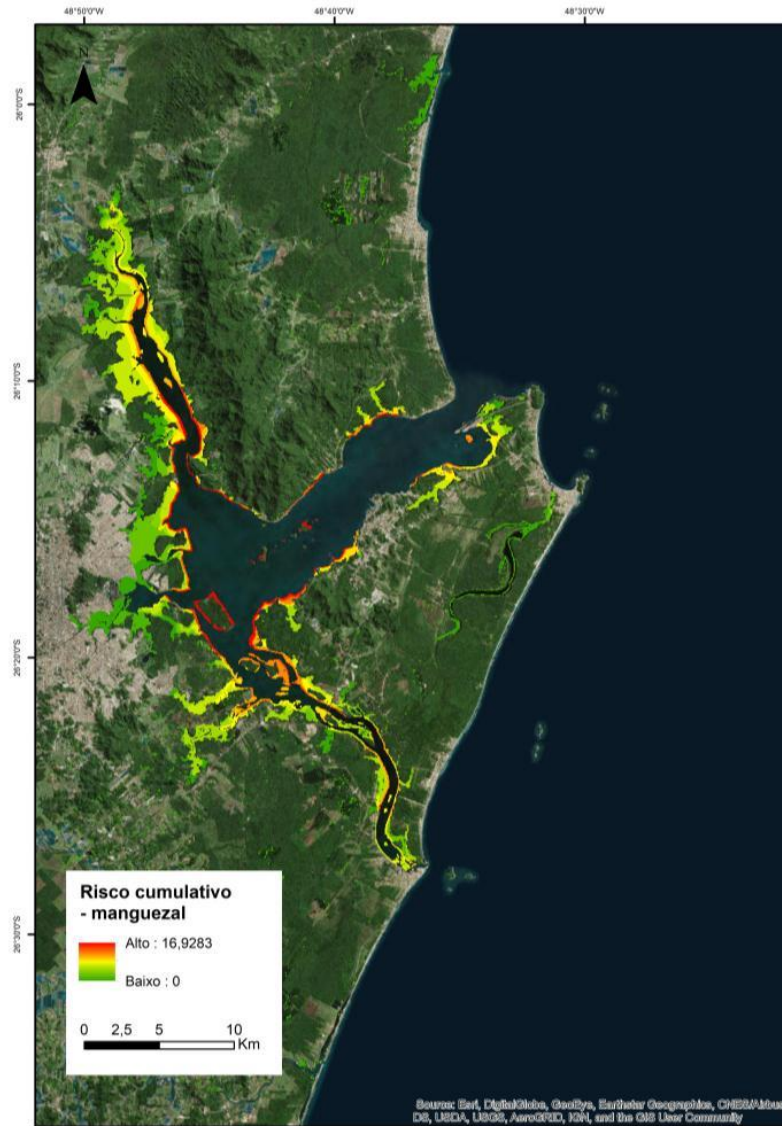 48°50'0"W
48°40'0"W
48°30'0"W
N
26°0'0"S
26°10'0"S
26°20'0"S
26°30'0"S
Risco cumulativo
- manguezal
Alto : 16,9283
Baixo : 0
0 2,5 5 10
Km
Source: Esri, DigitalGlobe, GeoEye, Earthstar Geographics, CNES/Airbus
DS, USDA, USGS, AeroGRID, IGN, and the GIS User Community